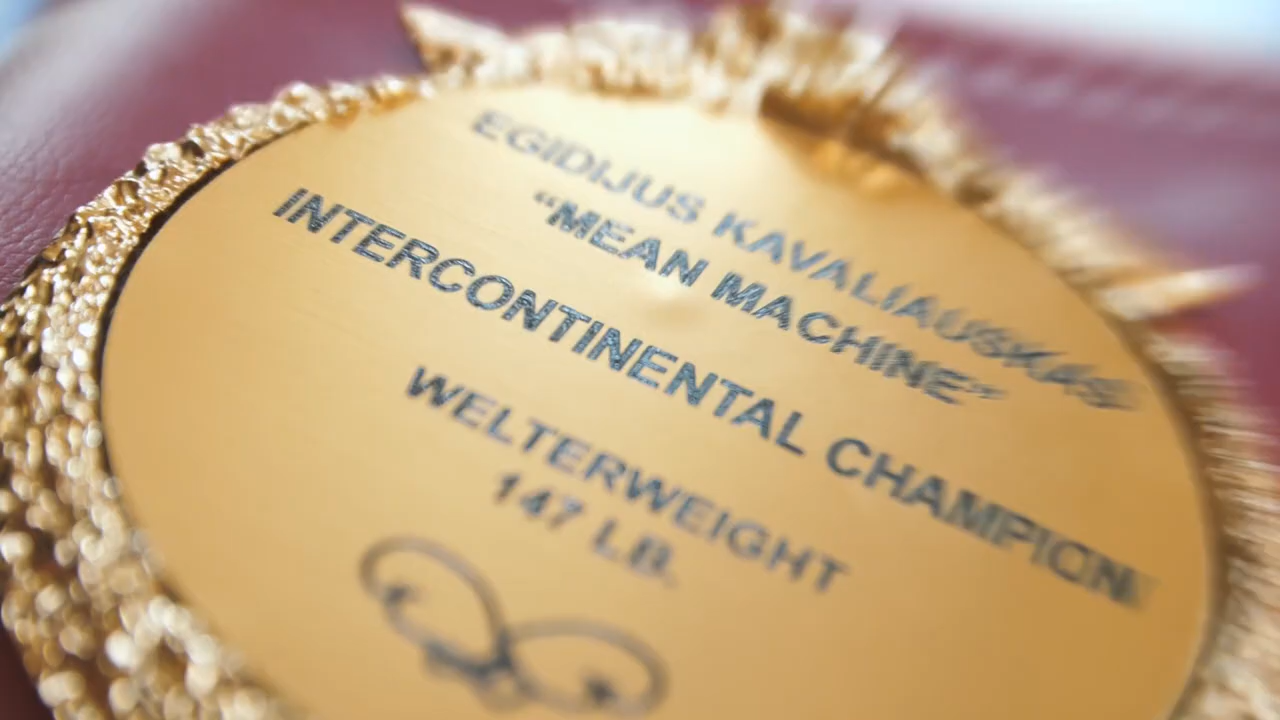 EGIDIJUS KAVALIAUSKAS
“MEAN MACHINE”
INTERCONTINENTAL CHAMPION
WELTERWEIGHT
147 LB.